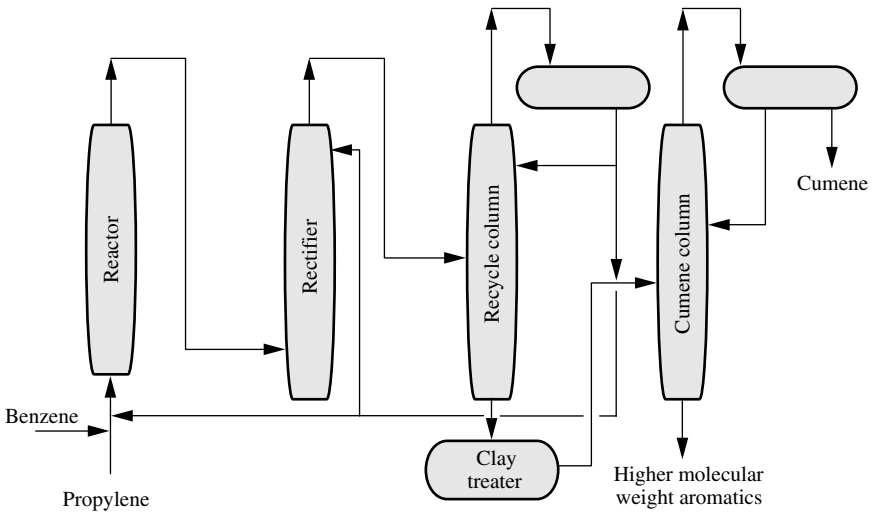 Cumene
Reactor
Rectifier
Recycle column
Cumene column
Benzene
Propylene
Clay
treater
Higher molecular
weight aromatics